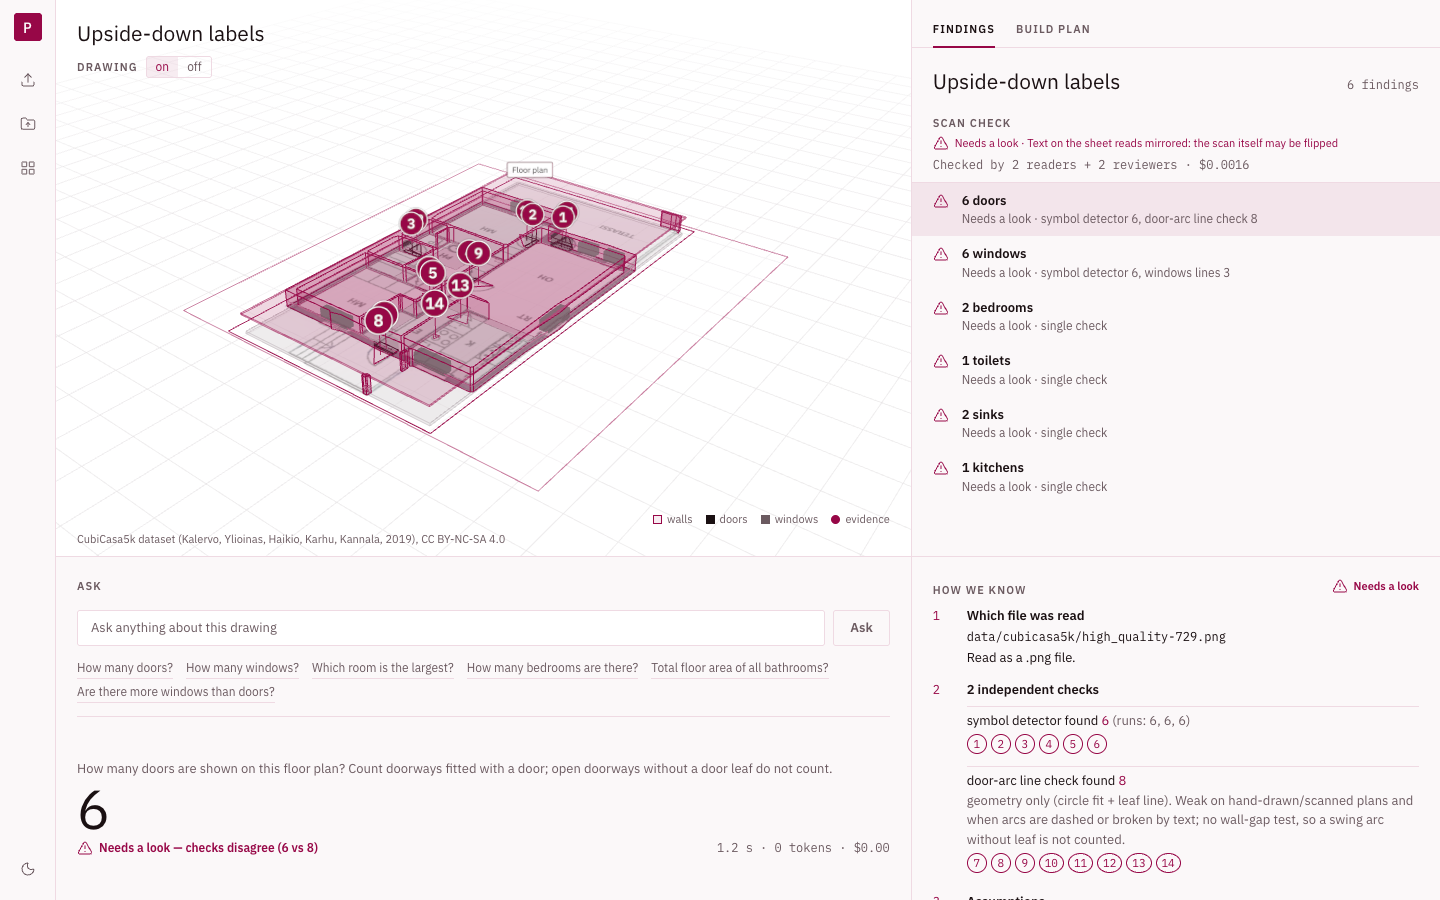 P
Upside-down labels
DRAWING on off
Floor plan
3
2
1
9
5
13
14
8
MH
MH
OH
RT
K
walls doors windows evidence
CubiCasa5k dataset (Kalervo, Ylioinas, Haikio, Karhu, Kannala, 2019), CC BY-NC-SA 4.0
ASK
Ask anything about this drawing
Ask
How many doors? How many windows? Which room is the largest? How many bedrooms are there? Total floor area of all bathrooms?
Are there more windows than doors?
How many doors are shown on this floor plan? Count doorways fitted with a door; open doorways without a door leaf do not count.
6
Needs a look — checks disagree (6 vs 8)
1.2 s · 0 tokens · $0.00
FINDINGS BUILD PLAN
Upside-down labels
6 findings
SCAN CHECK
Needs a look · Text on the sheet reads mirrored: the scan itself may be flipped
Checked by 2 readers + 2 reviewers · $0.0016
6 doors
Needs a look · symbol detector 6, door-arc line check 8
6 windows
Needs a look · symbol detector 6, windows lines 3
2 bedrooms
Needs a look · single check
1 toilets
Needs a look · single check
2 sinks
Needs a look · single check
1 kitchens
Needs a look · single check
HOW WE KNOW
Needs a look
1 Which file was read
data/cubicasa5k/high_quality-729.png
Read as a .png file.
2 2 independent checks
symbol detector found 6 (runs: 6, 6, 6)
1 2 3 4 5 6
door-arc line check found 8
geometry only (circle fit + leaf line). Weak on hand-drawn/scanned plans and
when arcs are dashed or broken by text; no wall-gap test, so a swing arc
without leaf is not counted.
7 8 9 10 11 12 13 14